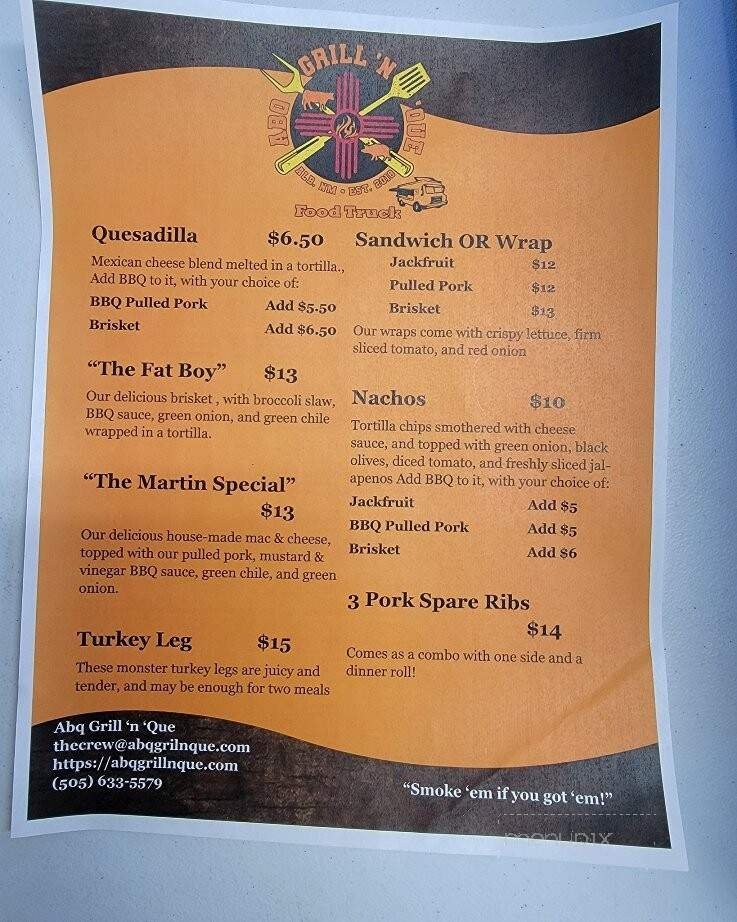 ABQ GRILL 'N 'QUE
ALB. NM • EST. 2010
Food Truck
Quesadilla $6.50
Mexican cheese blend melted in a tortilla.,
Add BBQ to it, with your choice of:
BBQ Pulled Pork Add $5.50
Brisket Add $6.50
“The Fat Boy” $13
Our delicious brisket , with broccoli slaw,
BBQ sauce, green onion, and green chile
wrapped in a tortilla.
“The Martin Special”
$13
Our delicious house-made mac & cheese,
topped with our pulled pork, mustard &
vinegar BBQ sauce, green chile, and green
onion.
Turkey Leg $15
These monster turkey legs are juicy and
tender, and may be enough for two meals
Sandwich OR Wrap
Jackfruit $12
Pulled Pork $12
Brisket $13
Our wraps come with crispy lettuce, firm
sliced tomato, and red onion
Nachos $10
Tortilla chips smothered with cheese
sauce, and topped with green onion, black
olives, diced tomato, and freshly sliced jal-
apenos Add BBQ to it, with your choice of:
Jackfruit Add $5
BBQ Pulled Pork Add $5
Brisket Add $6
3 Pork Spare Ribs
$14
Comes as a combo with one side and a
dinner roll!
Abq Grill ‘n ‘Que
thecrew@abqgrilnque.com
https://abqgrillnque.com
(505) 633-5579
“Smoke ‘em if you got ‘em!”
menupix